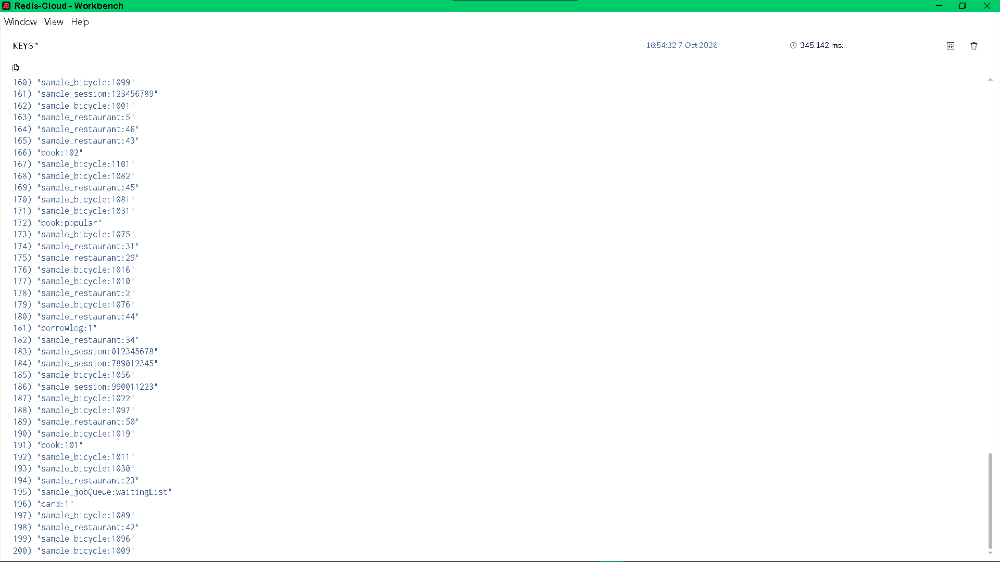 Redis-Cloud - Workbench
Window View Help
KEYS * 16:54:32 7 Oct 2026 345.142 ms...
160) "sample_bicycle:1099"
161) "sample_session:123456789"
162) "sample_bicycle:1001"
163) "sample_restaurant:5"
164) "sample_restaurant:46"
165) "sample_restaurant:43"
166) "book:102"
167) "sample_bicycle:1101"
168) "sample_bicycle:1082"
169) "sample_restaurant:45"
170) "sample_bicycle:1081"
171) "sample_bicycle:1031"
172) "book:popular"
173) "sample_bicycle:1075"
174) "sample_restaurant:31"
175) "sample_restaurant:29"
176) "sample_bicycle:1016"
177) "sample_bicycle:1010"
178) "sample_restaurant:2"
179) "sample_bicycle:1076"
180) "sample_restaurant:44"
181) "borrowlog:1"
182) "sample_restaurant:34"
183) "sample_session:012345678"
184) "sample_session:789012345"
185) "sample_bicycle:1056"
186) "sample_session:990011223"
187) "sample_bicycle:1022"
188) "sample_bicycle:1097"
189) "sample_restaurant:50"
190) "sample_bicycle:1019"
191) "book:101"
192) "sample_bicycle:1011"
193) "sample_bicycle:1030"
194) "sample_restaurant:23"
195) "sample_jobQueue:waitingList"
196) "card:1"
197) "sample_bicycle:1089"
198) "sample_restaurant:42"
199) "sample_bicycle:1096"
200) "sample_bicycle:1009"